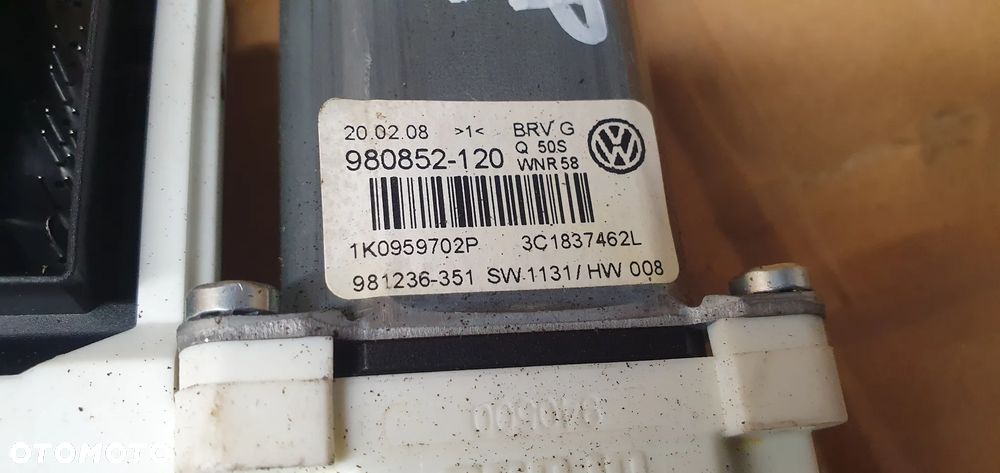 20.02.08 >1< BRV G
Q 50S
980852-120 WNR 58
1K0959702P 3C1837462L
981236-351 SW 1131/ HW 008
OTOMOTO
OTOMOTO